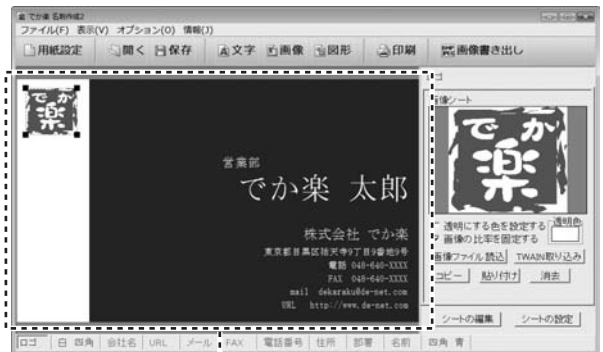 でか楽 名刺作成2
ファイル(F) 表示(V) オプション(O) 情報(J)
用紙設定 開く 保存 文字 画像 図形 印刷 画像書き出し
でか
楽
営業部
でか楽 太郎
株式会社 でか楽
東京都目黒区祐天寺9丁目9番地9号
電話 048-640-XXXX
FAX 048-640-XXXX
mail dekaraku@de-net.com
URL http://www.de-net.com
ロゴ
画像シート
でか
楽
透明にする色を設定する 透明色
画像の比率を固定する
画像ファイル読込 TWAIN取り込み
コピー 貼り付け 消去
シートの編集 シートの設定
ロゴ 白 四角 会社名 URL メール FAX 電話番号 住所 部署 名前 四角 青